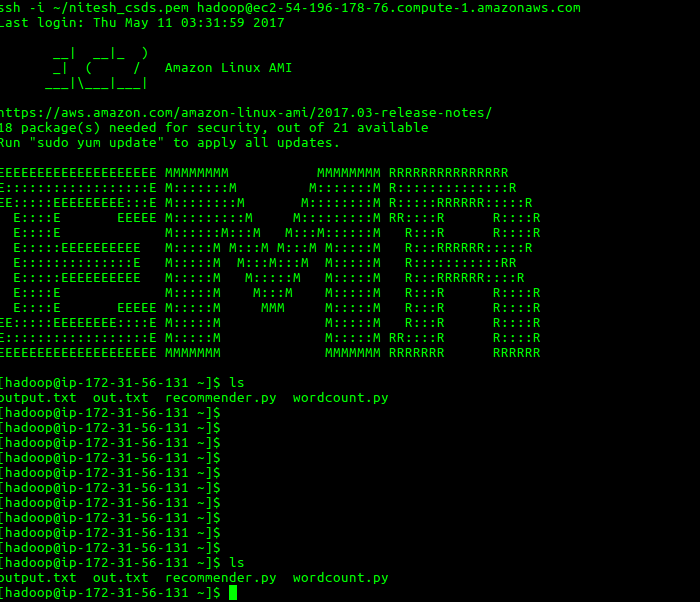 ssh -i ~/nitesh_csds.pem hadoop@ec2-54-196-178-76.compute-1.amazonaws.com
Last login: Thu May 11 03:31:59 2017

       __|  __|_  )
       _|  (     /   Amazon Linux AMI
      ___|\___|___|

https://aws.amazon.com/amazon-linux-ami/2017.03-release-notes/
18 package(s) needed for security, out of 21 available
Run "sudo yum update" to apply all updates.

EEEEEEEEEEEEEEEEEEEE MMMMMMMM           MMMMMMMM RRRRRRRRRRRRRRR
E::::::::::::::::::E M:::::::M         M:::::::M R::::::::::::::R
EE:::::EEEEEEEEE:::E M::::::::M       M::::::::M R:::::RRRRRR:::::R
  E::::E       EEEEE M:::::::::M     M:::::::::M RR::::R      R::::R
  E::::E             M::::::M:::M   M:::M::::::M   R:::R      R::::R
  E:::::EEEEEEEEEE   M:::::M M:::M M:::M M:::::M   R:::RRRRRR:::::R
  E::::::::::::::E   M:::::M  M:::M:::M  M:::::M   R:::::::::::RR
  E:::::EEEEEEEEEE   M:::::M   M:::::M   M:::::M   R:::RRRRRR::::R
  E::::E             M:::::M    M:::M    M:::::M   R:::R      R::::R
  E::::E       EEEEE M:::::M     MMM     M:::::M   R:::R      R::::R
EE:::::EEEEEEEE::::E M:::::M             M:::::M   R:::R      R::::R
E::::::::::::::::::E M:::::M             M:::::M RR::::R      R::::R
EEEEEEEEEEEEEEEEEEEE MMMMMMM             MMMMMMM RRRRRRR      RRRRRR

[hadoop@ip-172-31-56-131 ~]$ ls
output.txt  out.txt  recommender.py  wordcount.py
[hadoop@ip-172-31-56-131 ~]$
[hadoop@ip-172-31-56-131 ~]$
[hadoop@ip-172-31-56-131 ~]$
[hadoop@ip-172-31-56-131 ~]$
[hadoop@ip-172-31-56-131 ~]$
[hadoop@ip-172-31-56-131 ~]$
[hadoop@ip-172-31-56-131 ~]$
[hadoop@ip-172-31-56-131 ~]$
[hadoop@ip-172-31-56-131 ~]$
[hadoop@ip-172-31-56-131 ~]$
[hadoop@ip-172-31-56-131 ~]$ ls
output.txt  out.txt  recommender.py  wordcount.py
[hadoop@ip-172-31-56-131 ~]$